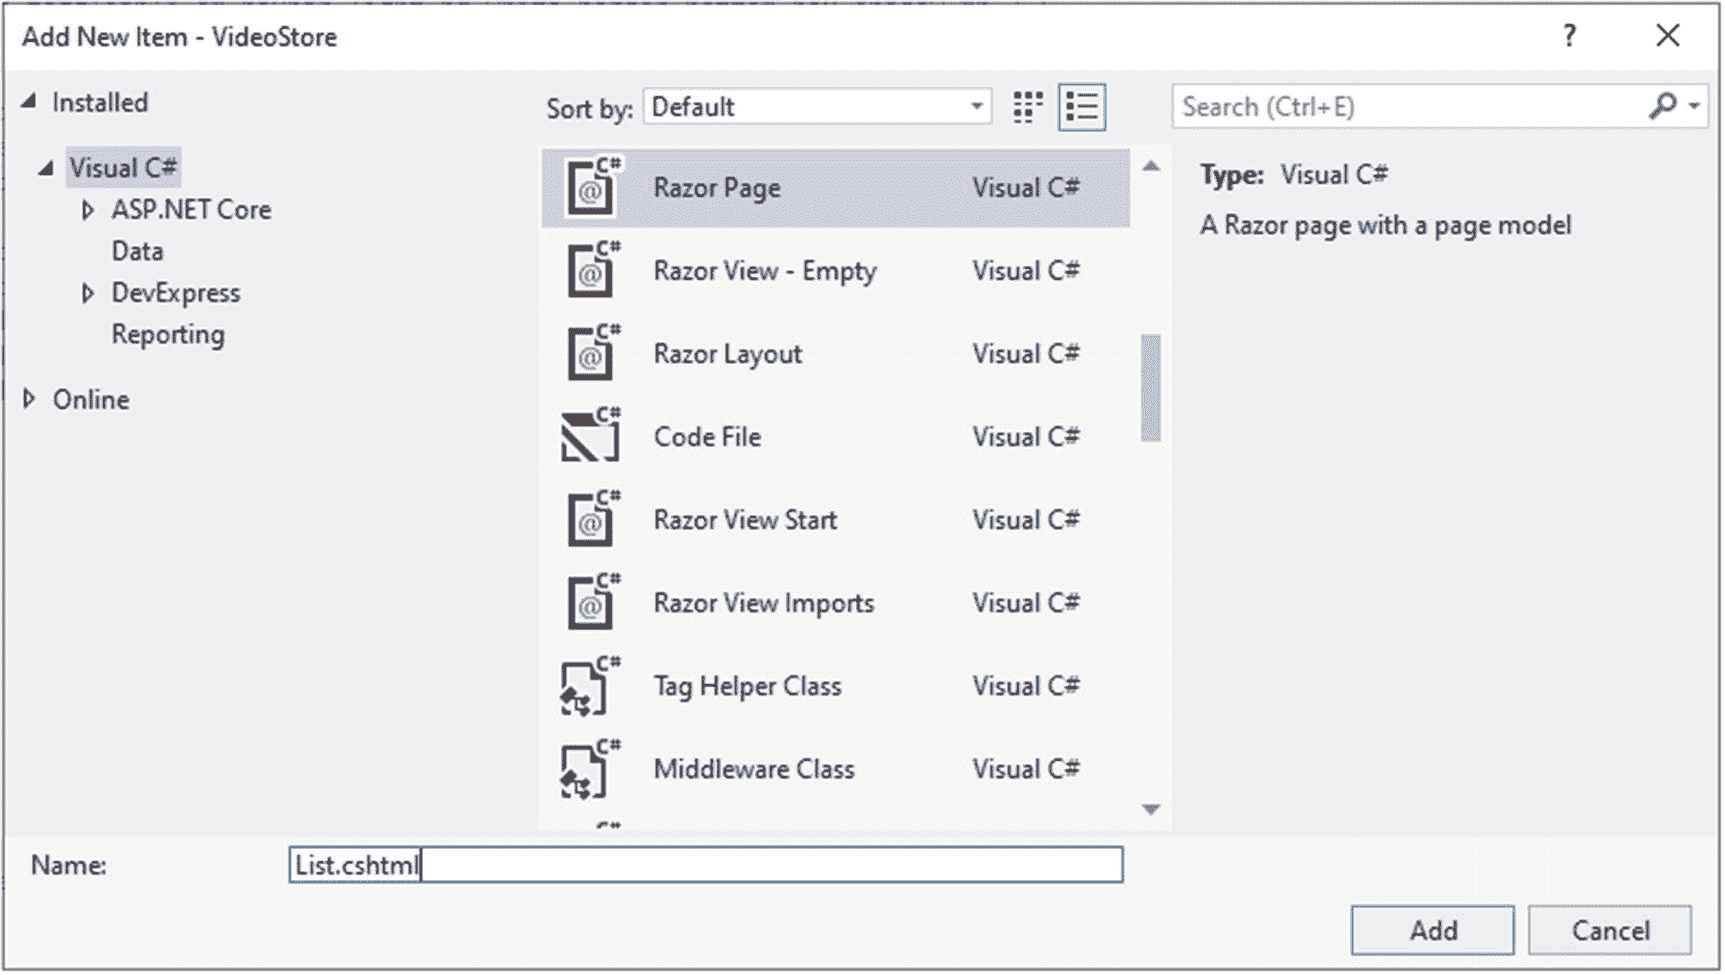 Add New Item - VideoStore
?
Installed
Visual C#
ASP.NET Core
Data
DevExpress
Reporting
Online
Sort by: Default
Search (Ctrl+E)
C# @ Razor Page Visual C#
C# @ Razor View - Empty Visual C#
C# @ Razor Layout Visual C#
C# Code File Visual C#
C# @ Razor View Start Visual C#
C# @ Razor View Imports Visual C#
C# Tag Helper Class Visual C#
C# Middleware Class Visual C#
Type: Visual C#
A Razor page with a page model
Name: List.cshtml
Add Cancel